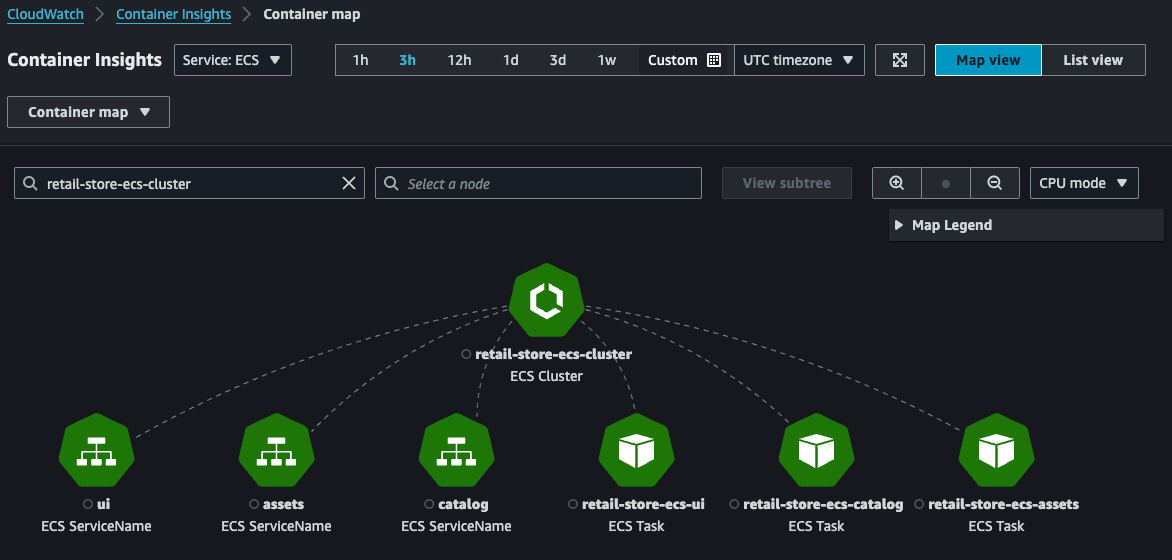 CloudWatch > Container Insights > Container map
Container Insights Service: ECS 1h 3h 12h 1d 3d 1w Custom UTC timezone Map view List view
Container map
retail-store-ecs-cluster Select a node View subtree CPU mode
Map Legend
retail-store-ecs-cluster
ECS Cluster
ui assets catalog retail-store-ecs-ui retail-store-ecs-catalog retail-store-ecs-assets
ECS ServiceName ECS ServiceName ECS ServiceName ECS Task ECS Task ECS Task